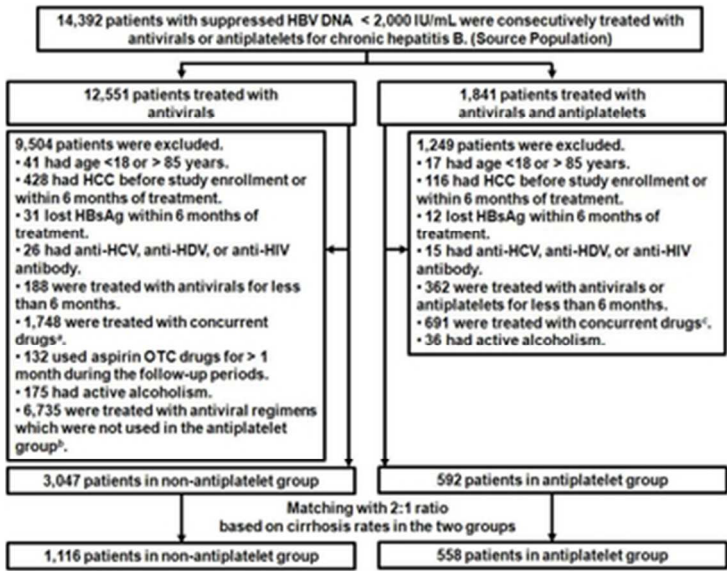 14,392 patients with suppressed HBV DNA < 2,000 IU/mL were consecutively treated with
antivirals or antiplatelets for chronic hepatitis B. (Source Population)
12,551 patients treated with
antivirals
1,841 patients treated with
antivirals and antiplatelets
9,504 patients were excluded.
• 41 had age <18 or > 85 years.
• 428 had HCC before study enrollment or
within 6 months of treatment.
• 31 lost HBsAg within 6 months of
treatment.
• 26 had anti-HCV, anti-HDV, or anti-HIV
antibody.
• 188 were treated with antivirals for less
than 6 months.
• 1,748 were treated with concurrent
drugsᵃ.
• 132 used aspirin OTC drugs for > 1
month during the follow-up periods.
• 175 had active alcoholism.
• 6,735 were treated with antiviral regimens
which were not used in the antiplatelet
groupᵇ.
1,249 patients were excluded.
• 17 had age <18 or > 85 years.
• 116 had HCC before study enrollment or
within 6 months of treatment.
• 12 lost HBsAg within 6 months of
treatment.
• 15 had anti-HCV, anti-HDV, or anti-HIV
antibody.
• 362 were treated with antivirals or
antiplatelets for less than 6 months.
• 691 were treated with concurrent drugsᶜ.
• 36 had active alcoholism.
3,047 patients in non-antiplatelet group
592 patients in antiplatelet group
Matching with 2:1 ratio
based on cirrhosis rates in the two groups
1,116 patients in non-antiplatelet group
558 patients in antiplatelet group